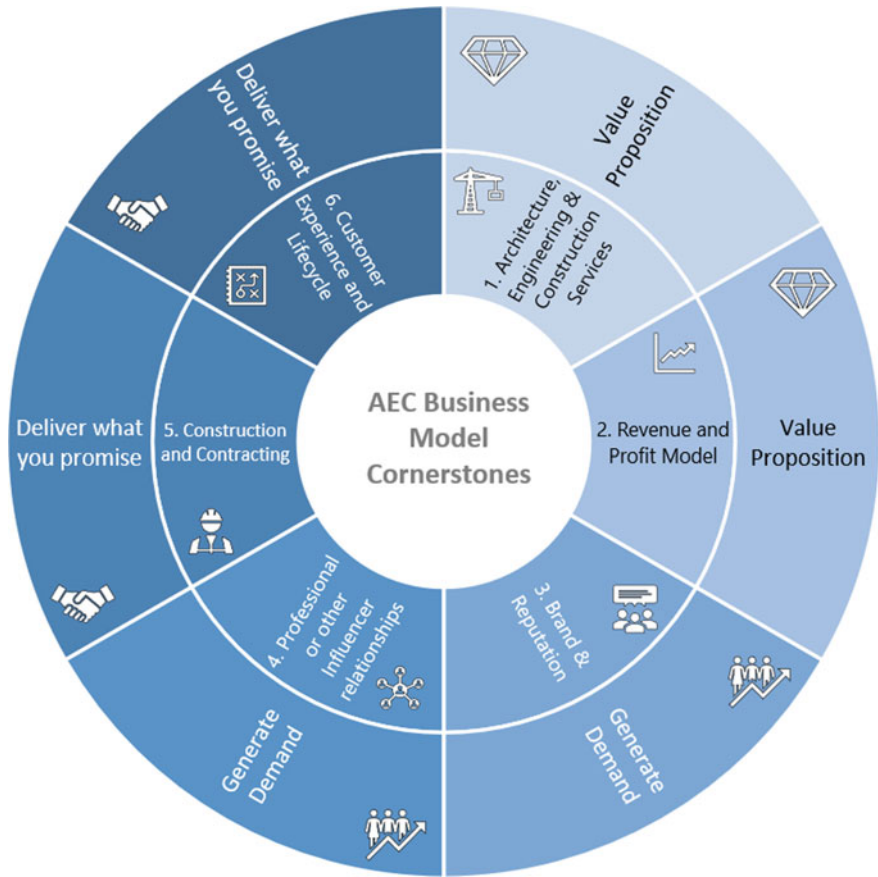 AEC Business
Model
Cornerstones
Value
Proposition
1. Architecture,
Engineering &
Construction
Services
Value
Proposition
2. Revenue and
Profit Model
Generate
Demand
3. Brand &
Reputation
Generate
Demand
4. Professional
or other
Influencer
relationships
Deliver what
you promise
5. Construction
and Contracting
Deliver what
you promise
6. Customer
Experience and
Lifecycle